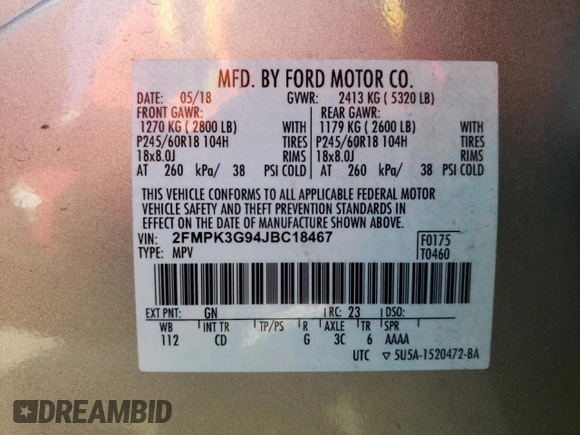 MFD. BY FORD MOTOR CO.
DATE: 05/18 GVWR: 2413 KG ( 5320 LB)
FRONT GAWR: REAR GAWR:
1270 KG ( 2800 LB) WITH 1179 KG ( 2600 LB) WITH
P245/60R18 104H TIRES P245/60R18 104H TIRES
18x8.0J RIMS 18x8.0J RIMS
AT 260 kPa/ 38 PSI COLD AT 260 kPa/ 38 PSI COLD
THIS VEHICLE CONFORMS TO ALL APPLICABLE FEDERAL MOTOR
VEHICLE SAFETY AND THEFT PREVENTION STANDARDS IN
EFFECT ON THE DATE OF MANUFACTURE SHOWN ABOVE.
VIN: 2FMPK3G94JBC18467 F0175
TYPE: MPV T0460
EXT PNT: GN RC: 23 DSO:
WB INT TR TP/PS R AXLE TR SPR
112 CD G 3C 6 AAAA
UTC ▽ 5U5A-1520472-BA
DREAMBID